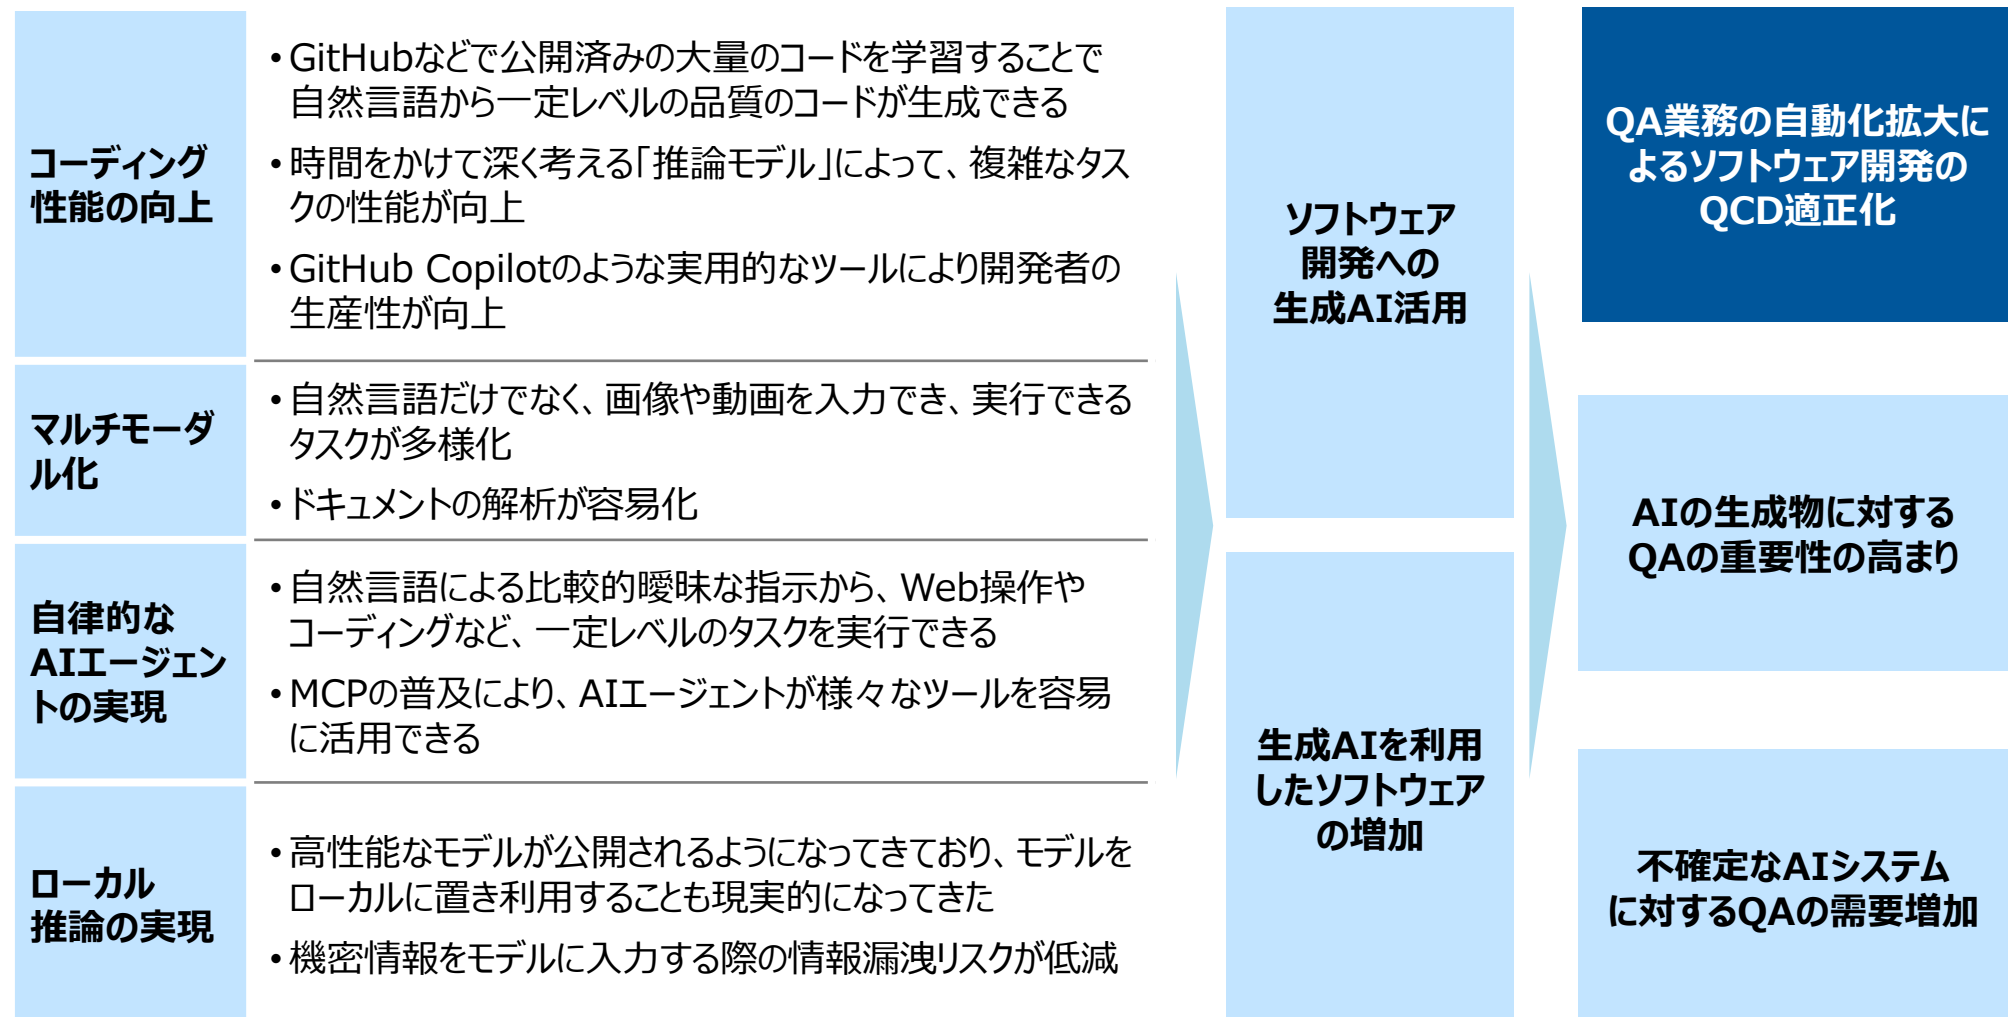 コーディング
性能の向上
•GitHubなどで公開済みの大量のコードを学習することで
自然言語から一定レベルの品質のコードが生成できる
•時間をかけて深く考える「推論モデル」によって、複雑なタス
クの性能が向上
•GitHub Copilotのような実用的なツールにより開発者の
生産性が向上
マルチモーダ
ル化
•自然言語だけでなく、画像や動画を入力でき、実行できる
タスクが多様化
•ドキュメントの解析が容易化
自律的な
AIエージェン
トの実現
•自然言語による比較的曖昧な指示から、Web操作や
コーディングなど、一定レベルのタスクを実行できる
•MCPの普及により、AIエージェントが様々なツールを容易
に活用できる
ローカル
推論の実現
•高性能なモデルが公開されるようになってきており、モデルを
ローカルに置き利用することも現実的になってきた
•機密情報をモデルに入力する際の情報漏洩リスクが低減
ソフトウェア
開発への
生成AI活用
生成AIを利用
したソフトウェア
の増加
QA業務の自動化拡大に
よるソフトウェア開発の
QCD適正化
AIの生成物に対する
QAの重要性の高まり
不確定なAIシステム
に対するQAの需要増加